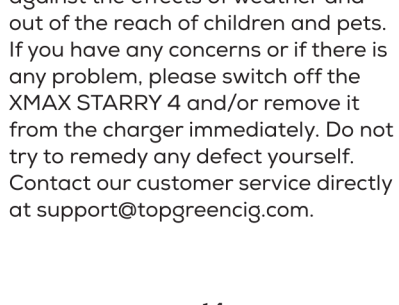 against the effects of weather and
out of the reach of children and pets.
If you have any concerns or if there is
any problem, please switch off the
XMAX STARRY 4 and/or remove it
from the charger immediately. Do not
try to remedy any defect yourself.
Contact our customer service directly
at support@topgreencig.com.